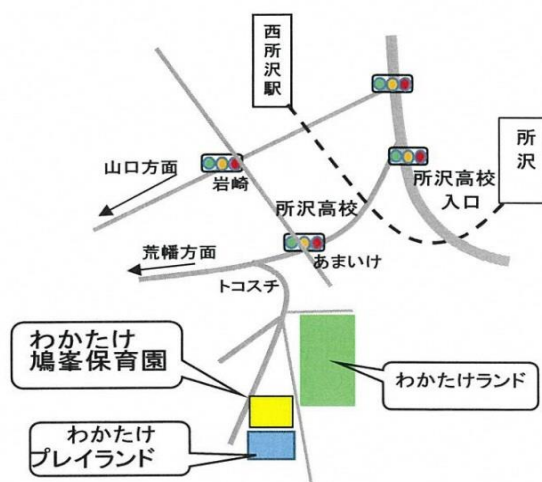 西所沢駅
所沢
山口方面
岩崎
所沢高校
所沢高校
入口
荒幡方面
あまいけ
トコスチ
わかたけ
鳩峯保育園
わかたけランド
わかたけ
プレイランド